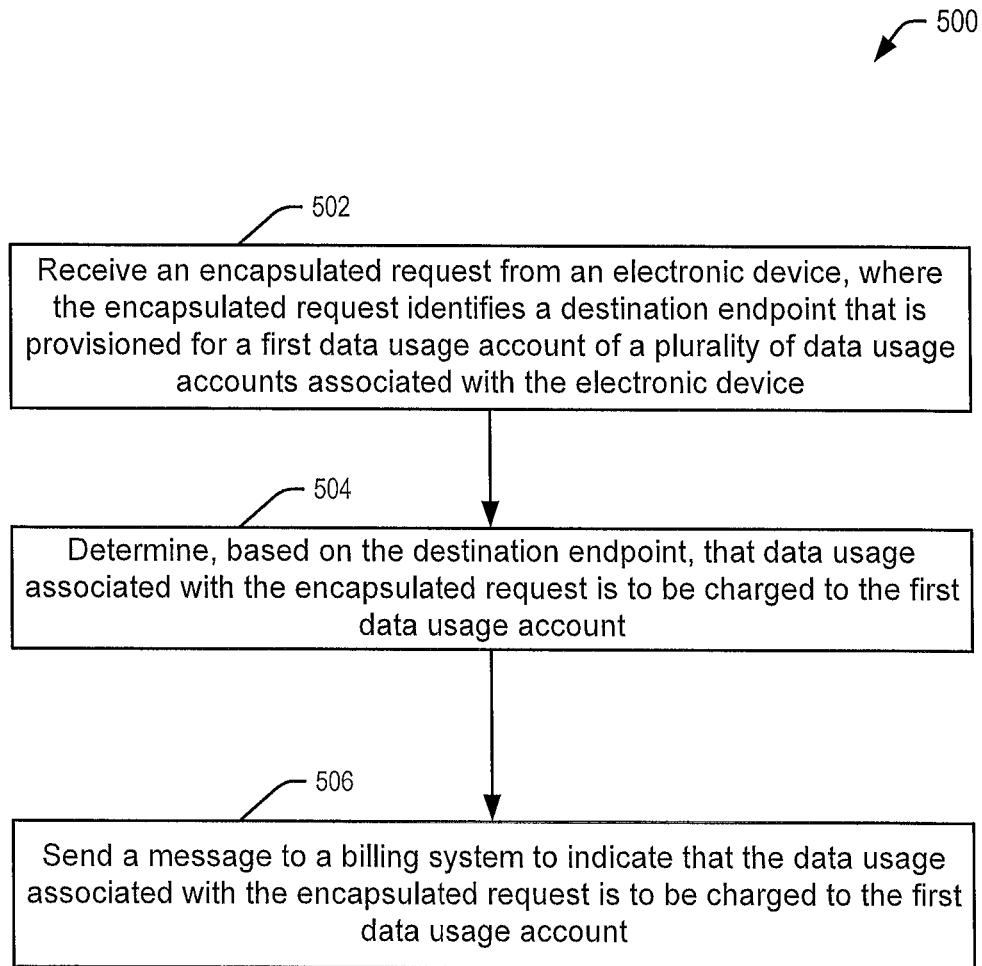 500
502
Receive an encapsulated request from an electronic device, where
the encapsulated request identifies a destination endpoint that is
provisioned for a first data usage account of a plurality of data usage
accounts associated with the electronic device
504
Determine, based on the destination endpoint, that data usage
associated with the encapsulated request is to be charged to the first
data usage account
506
Send a message to a billing system to indicate that the data usage
associated with the encapsulated request is to be charged to the first
data usage account